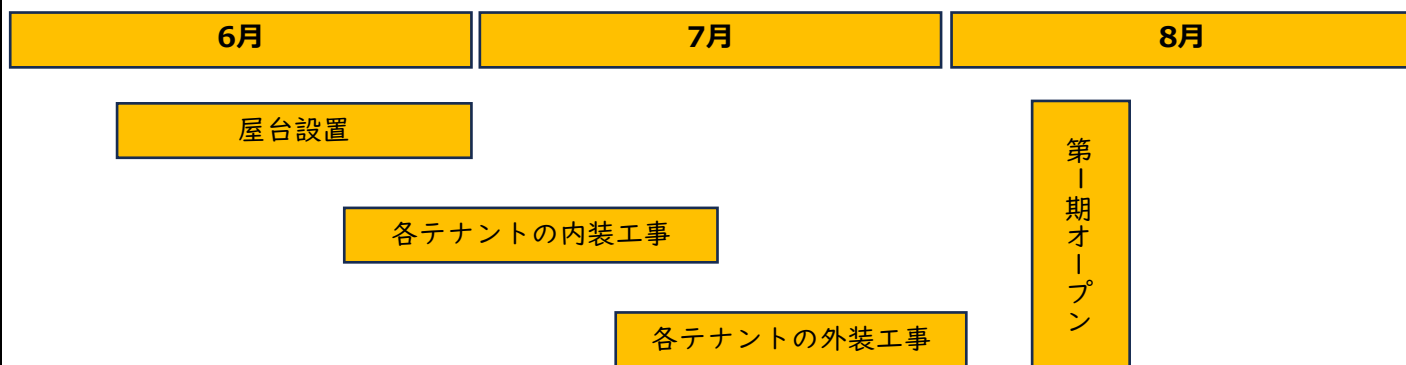 6月
7月
8月
屋台設置
各テナントの内装工事
各テナントの外装工事
第1期オープン